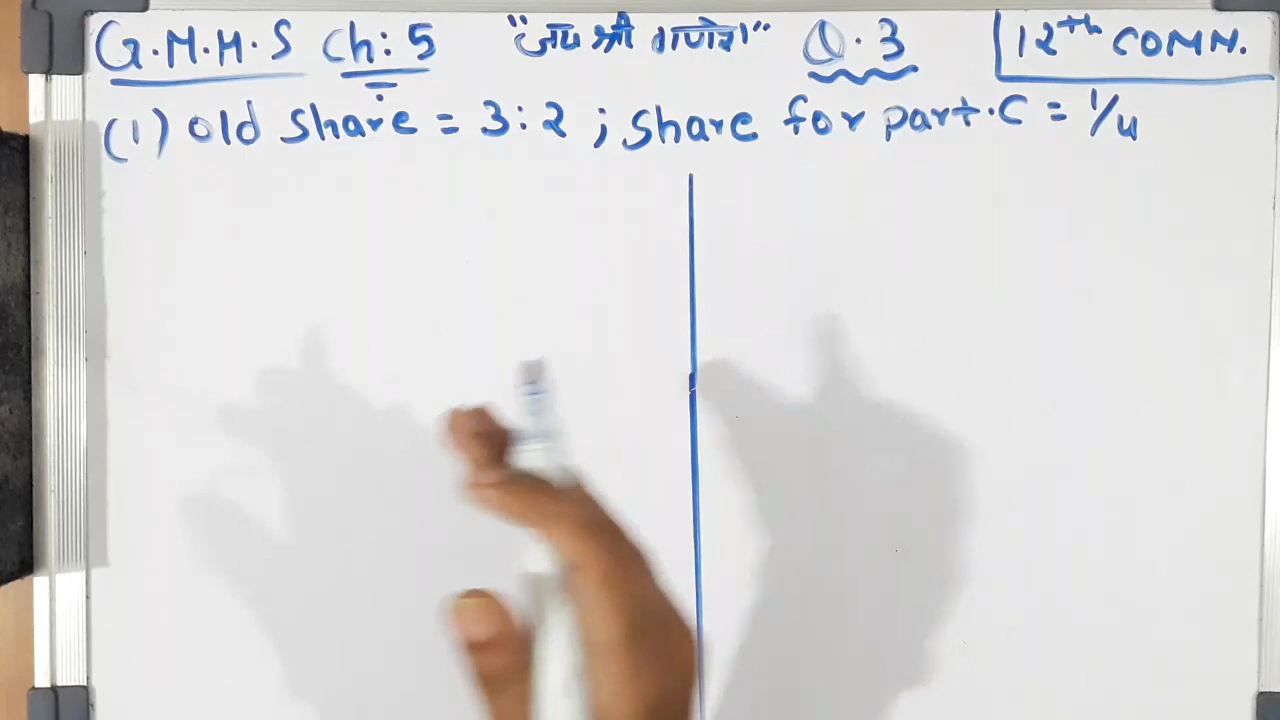 G.M.H.S Ch: 5 "जय श्री गणेश" Q.3 12th COMM.
(1) old share = 3:2 ; share for part.C = 1/4